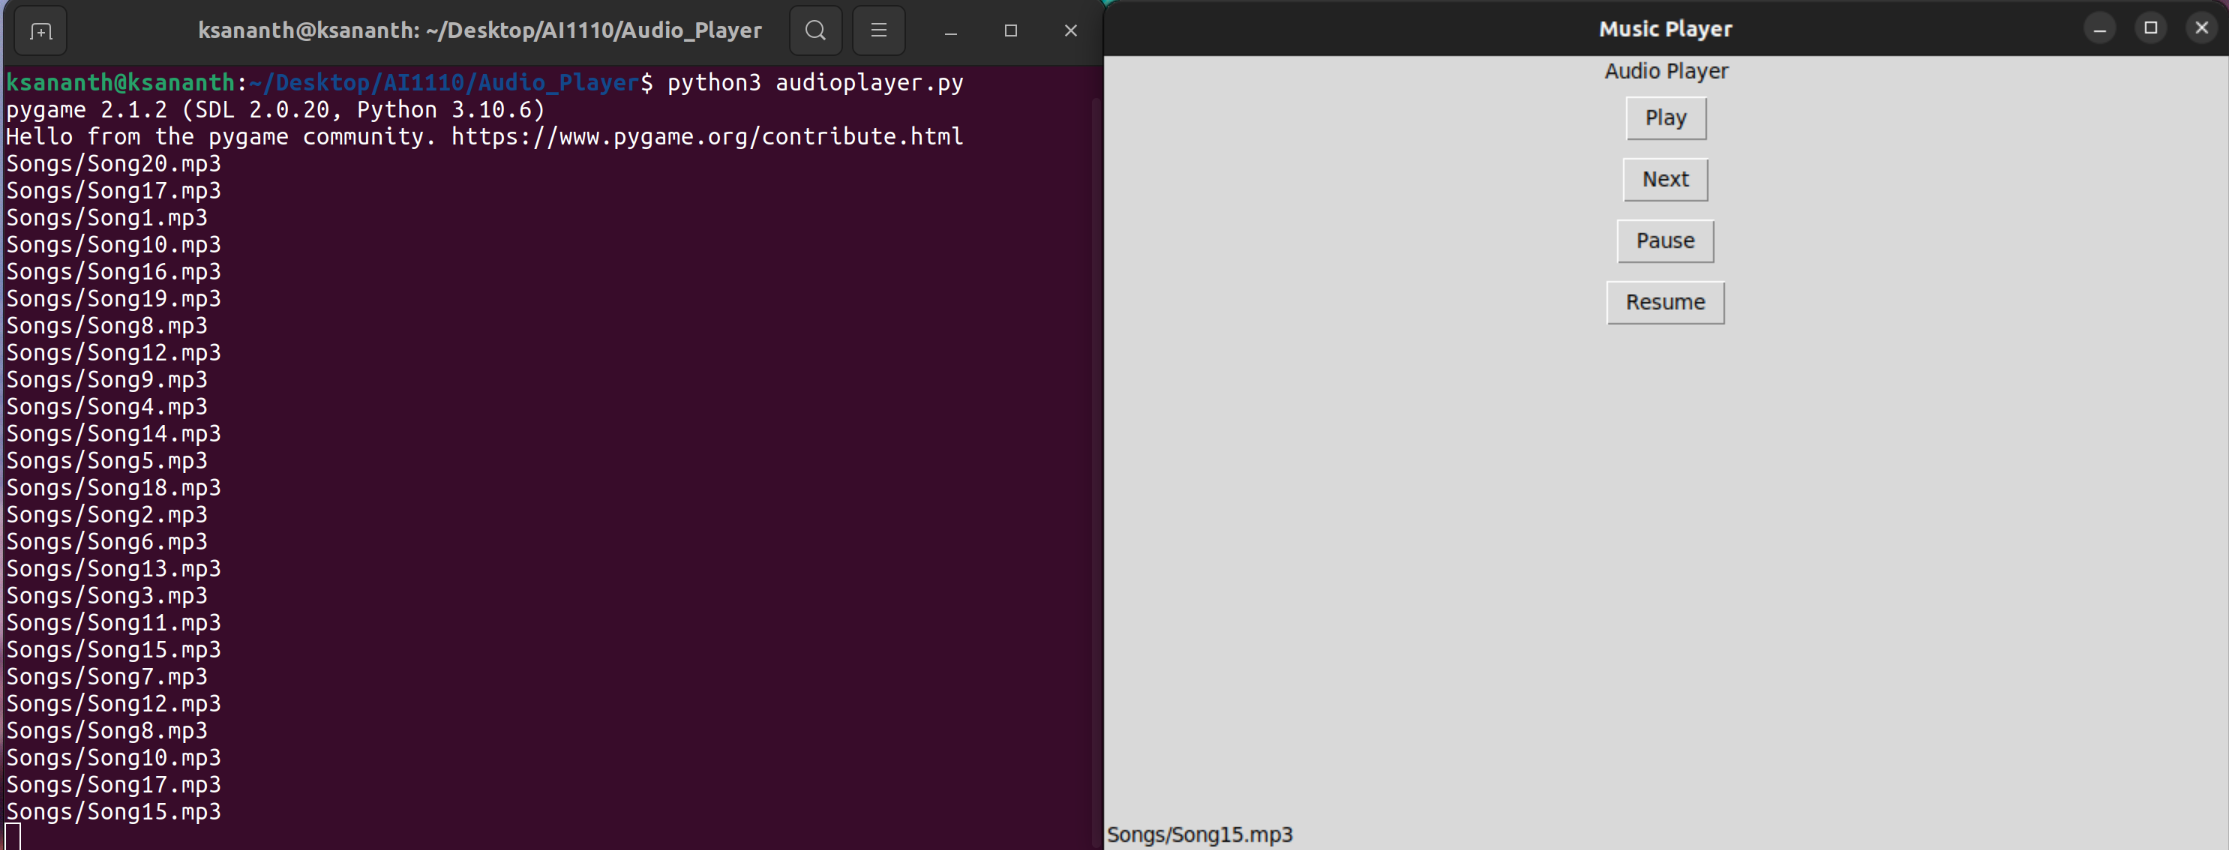 ksananth@ksananth: ~/Desktop/AI1110/Audio_Player
ksananth@ksananth:~/Desktop/AI1110/Audio_Player$ python3 audioplayer.py
pygame 2.1.2 (SDL 2.0.20, Python 3.10.6)
Hello from the pygame community. https://www.pygame.org/contribute.html
Songs/Song20.mp3
Songs/Song17.mp3
Songs/Song1.mp3
Songs/Song10.mp3
Songs/Song16.mp3
Songs/Song19.mp3
Songs/Song8.mp3
Songs/Song12.mp3
Songs/Song9.mp3
Songs/Song4.mp3
Songs/Song14.mp3
Songs/Song5.mp3
Songs/Song18.mp3
Songs/Song2.mp3
Songs/Song6.mp3
Songs/Song13.mp3
Songs/Song3.mp3
Songs/Song11.mp3
Songs/Song15.mp3
Songs/Song7.mp3
Songs/Song12.mp3
Songs/Song8.mp3
Songs/Song10.mp3
Songs/Song17.mp3
Songs/Song15.mp3
Music Player
Audio Player
Play
Next
Pause
Resume
Songs/Song15.mp3